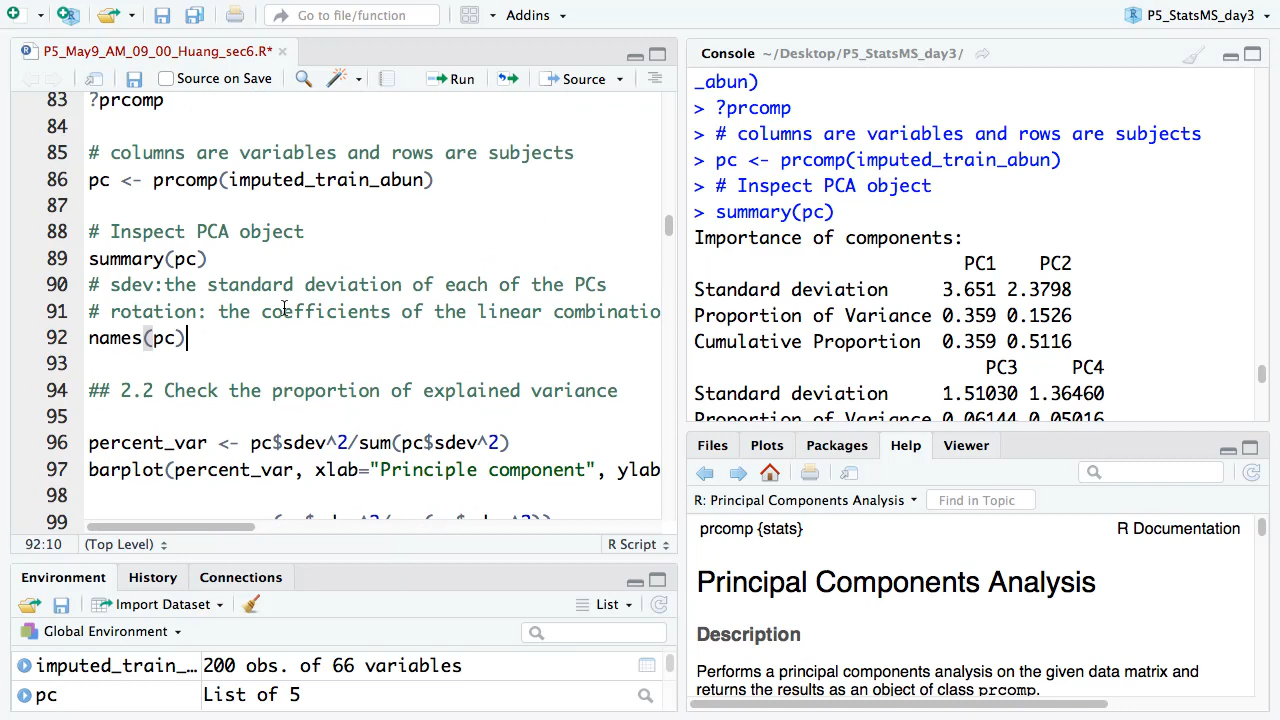 Go to file/function
Addins
P5_StatsMS_day3
P5_May9_AM_09_00_Huang_sec6.R*
Source on Save
Run
Source
83 ?prcomp
84
85 # columns are variables and rows are subjects
86 pc <- prcomp(imputed_train_abun)
87
88 # Inspect PCA object
89 summary(pc)
90 # sdev:the standard deviation of each of the PCs
91 # rotation: the coefficients of the linear combinatio
92 names(pc)
93
94 ## 2.2 Check the proportion of explained variance
95
96 percent_var <- pc$sdev^2/sum(pc$sdev^2)
97 barplot(percent_var, xlab="Principle component", ylab
98
99
92:10 (Top Level) R Script
Environment History Connections
Import Dataset List
Global Environment
imputed_train_... 200 obs. of 66 variables
pc List of 5
Console ~/Desktop/P5_StatsMS_day3/
_abun)
> ?prcomp
> # columns are variables and rows are subjects
> pc <- prcomp(imputed_train_abun)
> # Inspect PCA object
> summary(pc)
Importance of components:
PC1 PC2
Standard deviation 3.651 2.3798
Proportion of Variance 0.359 0.1526
Cumulative Proportion 0.359 0.5116
PC3 PC4
Standard deviation 1.51030 1.36460
Proportion of Variance 0.06144 0.05016
Files Plots Packages Help Viewer
R: Principal Components Analysis Find in Topic
prcomp {stats} R Documentation
Principal Components Analysis
Description
Performs a principal components analysis on the given data matrix and
returns the results as an object of class prcomp.